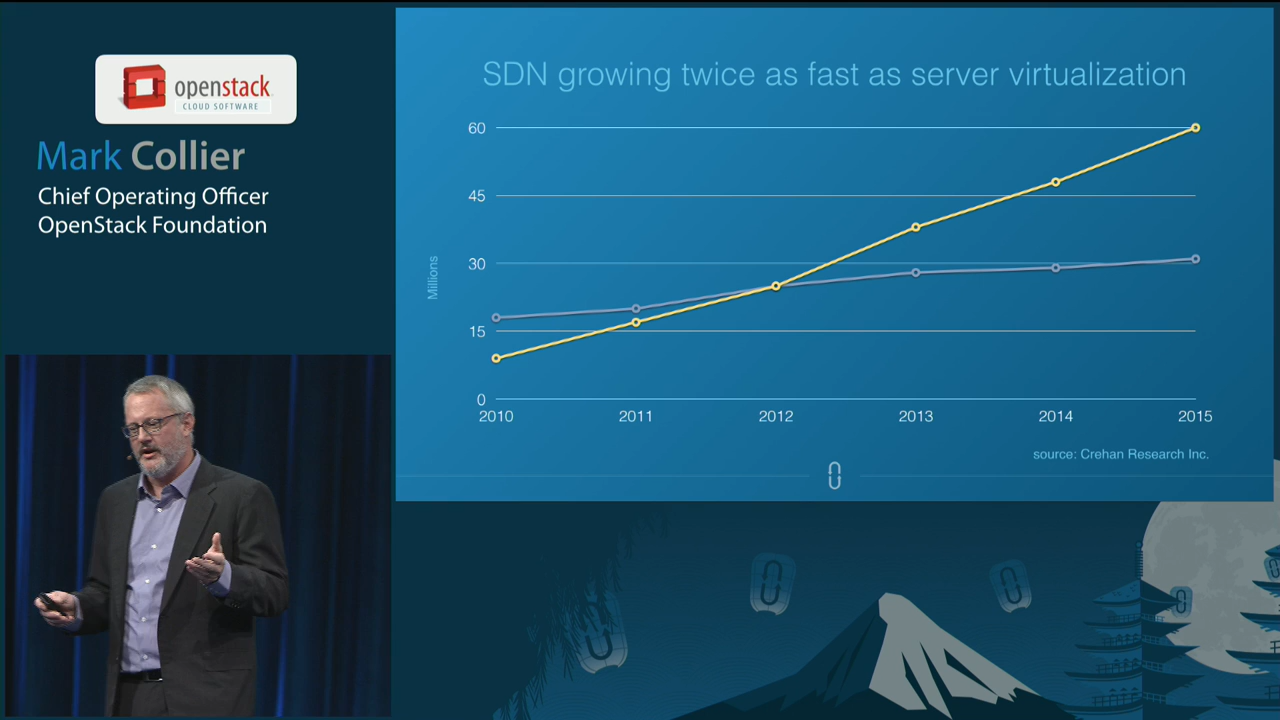 openstack
CLOUD SOFTWARE
Mark Collier
Chief Operating Officer
OpenStack Foundation
SDN growing twice as fast as server virtualization
Millions
60
45
30
15
0
2010 2011 2012 2013 2014 2015
source: Crehan Research Inc.